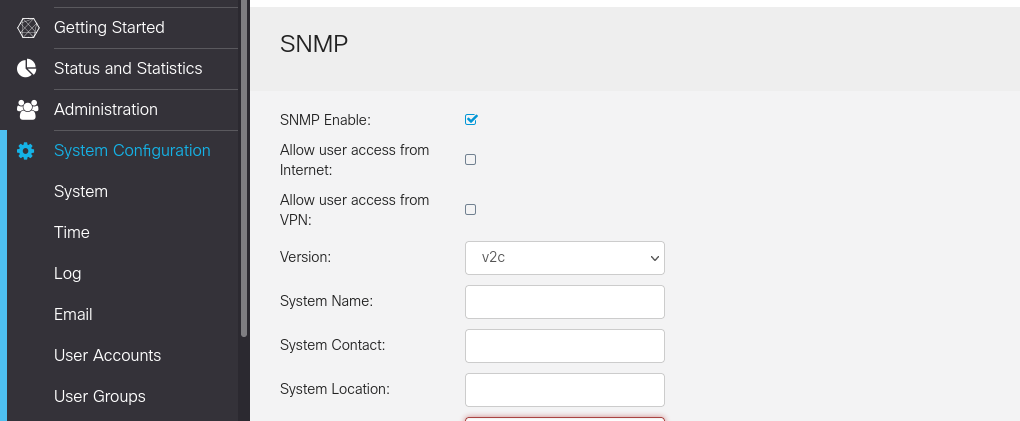 Getting Started
Status and Statistics
Administration
System Configuration
System
Time
Log
Email
User Accounts
User Groups
SNMP
SNMP Enable:
Allow user access from
Internet:
Allow user access from
VPN:
Version:
v2c
System Name:
System Contact:
System Location: